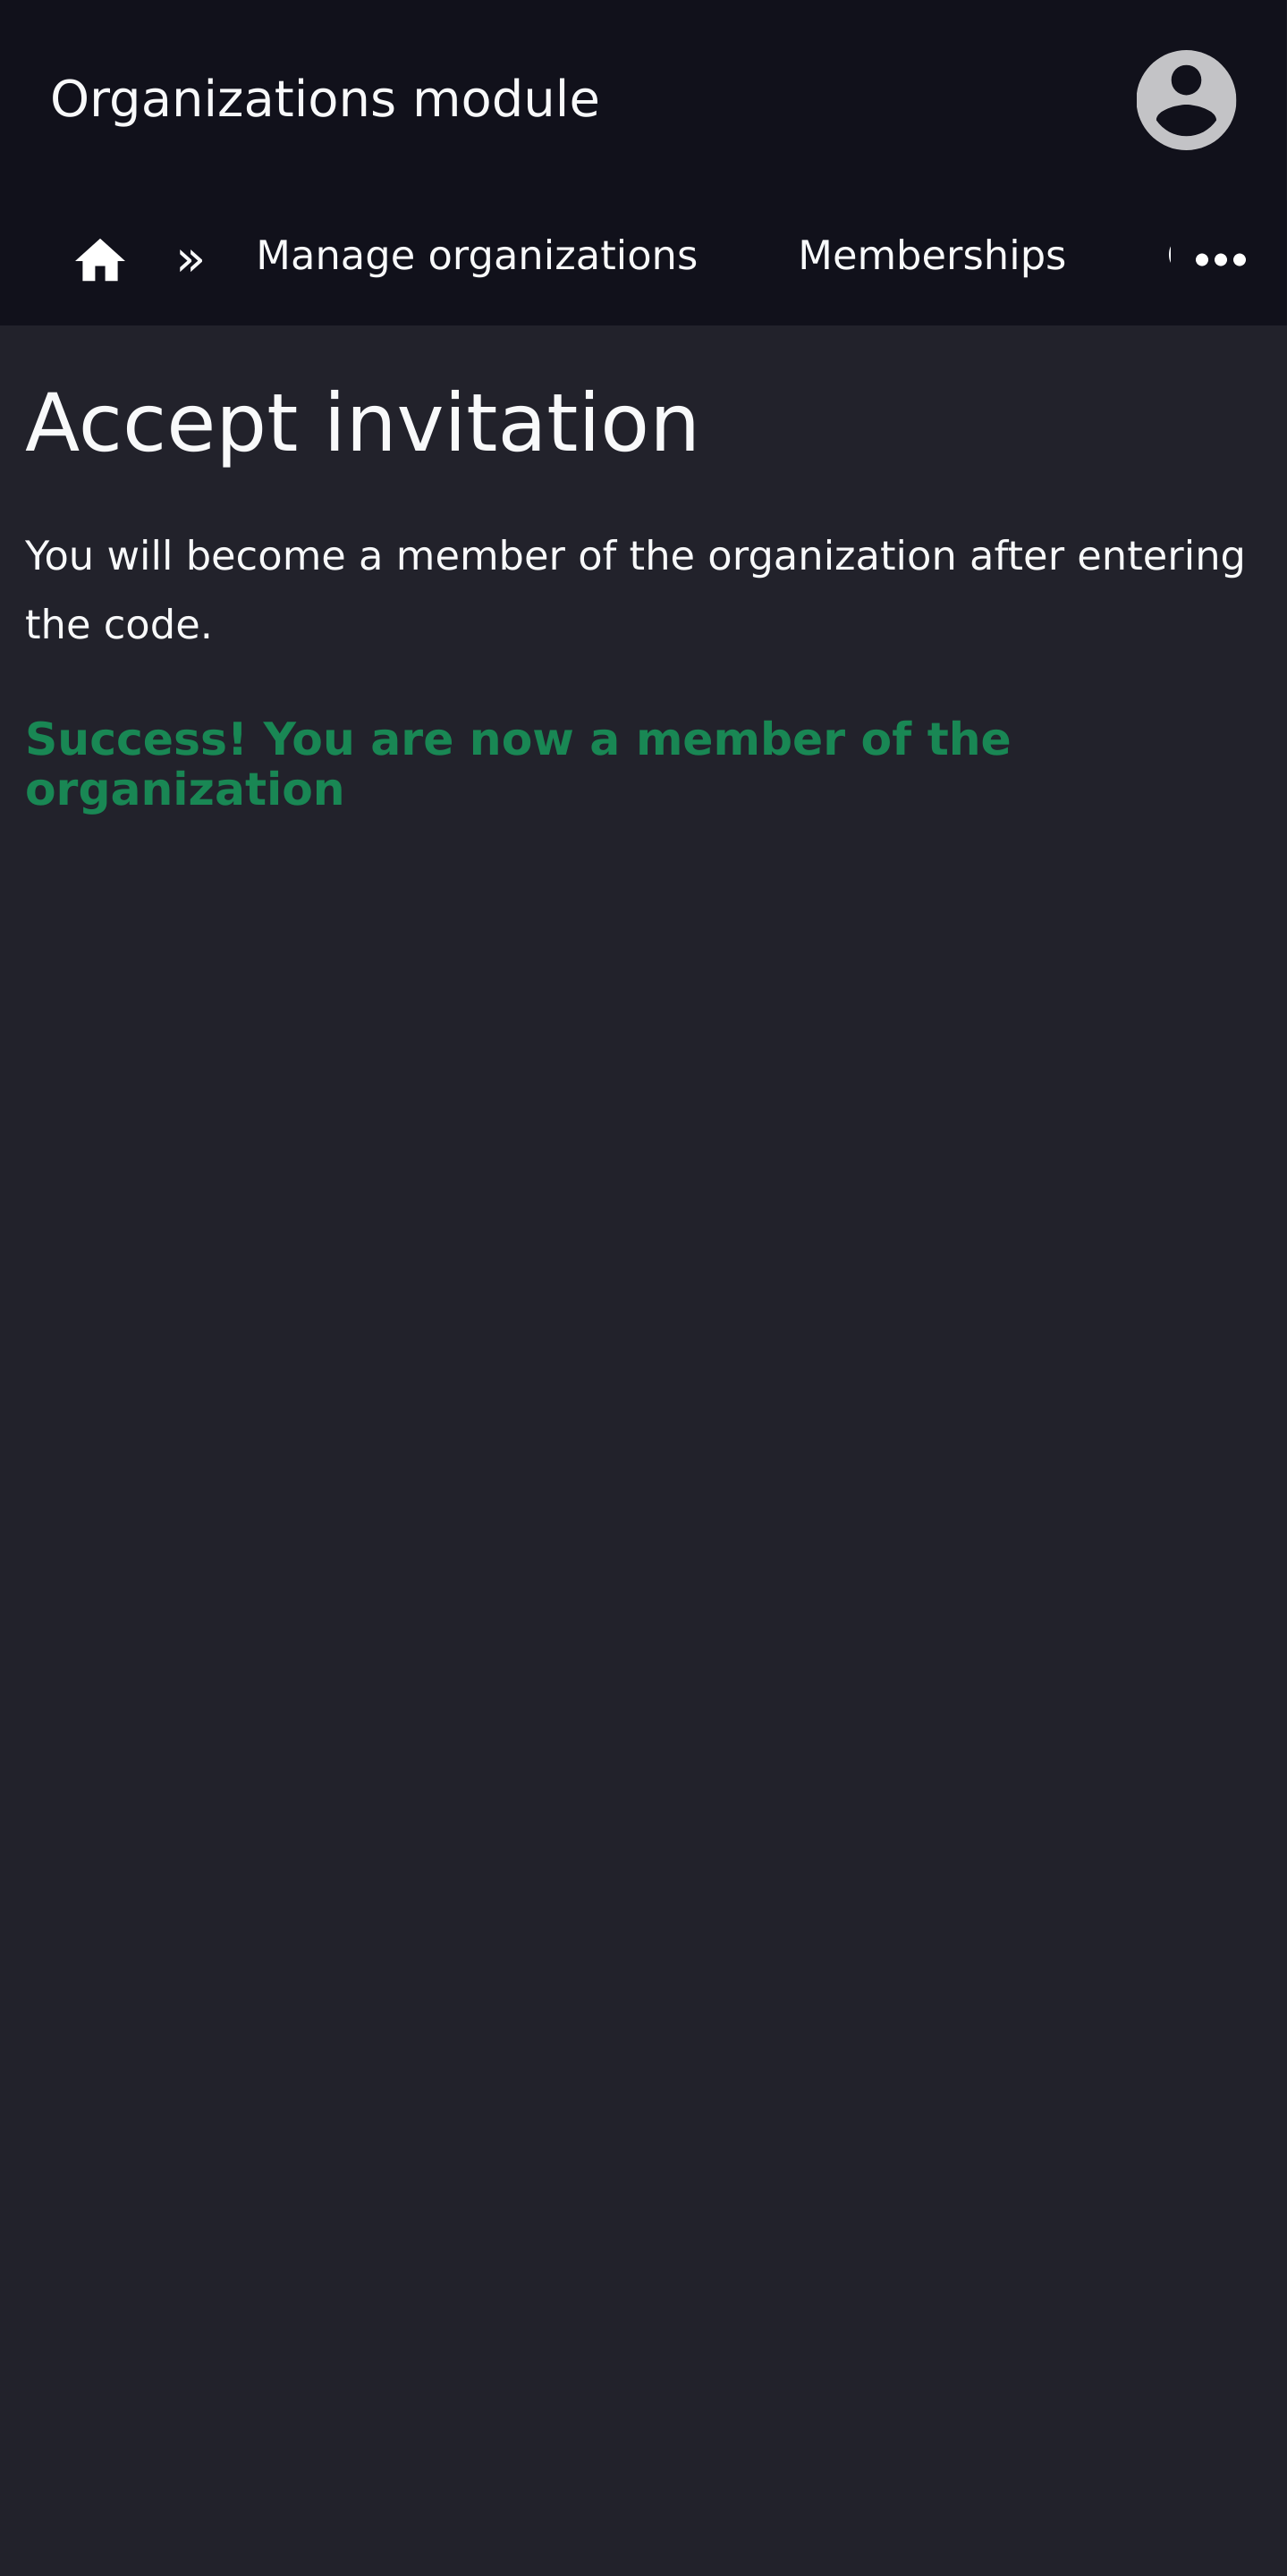 Organizations module
» Manage organizations Memberships
Accept invitation
You will become a member of the organization after entering
the code.
Success! You are now a member of the
organization